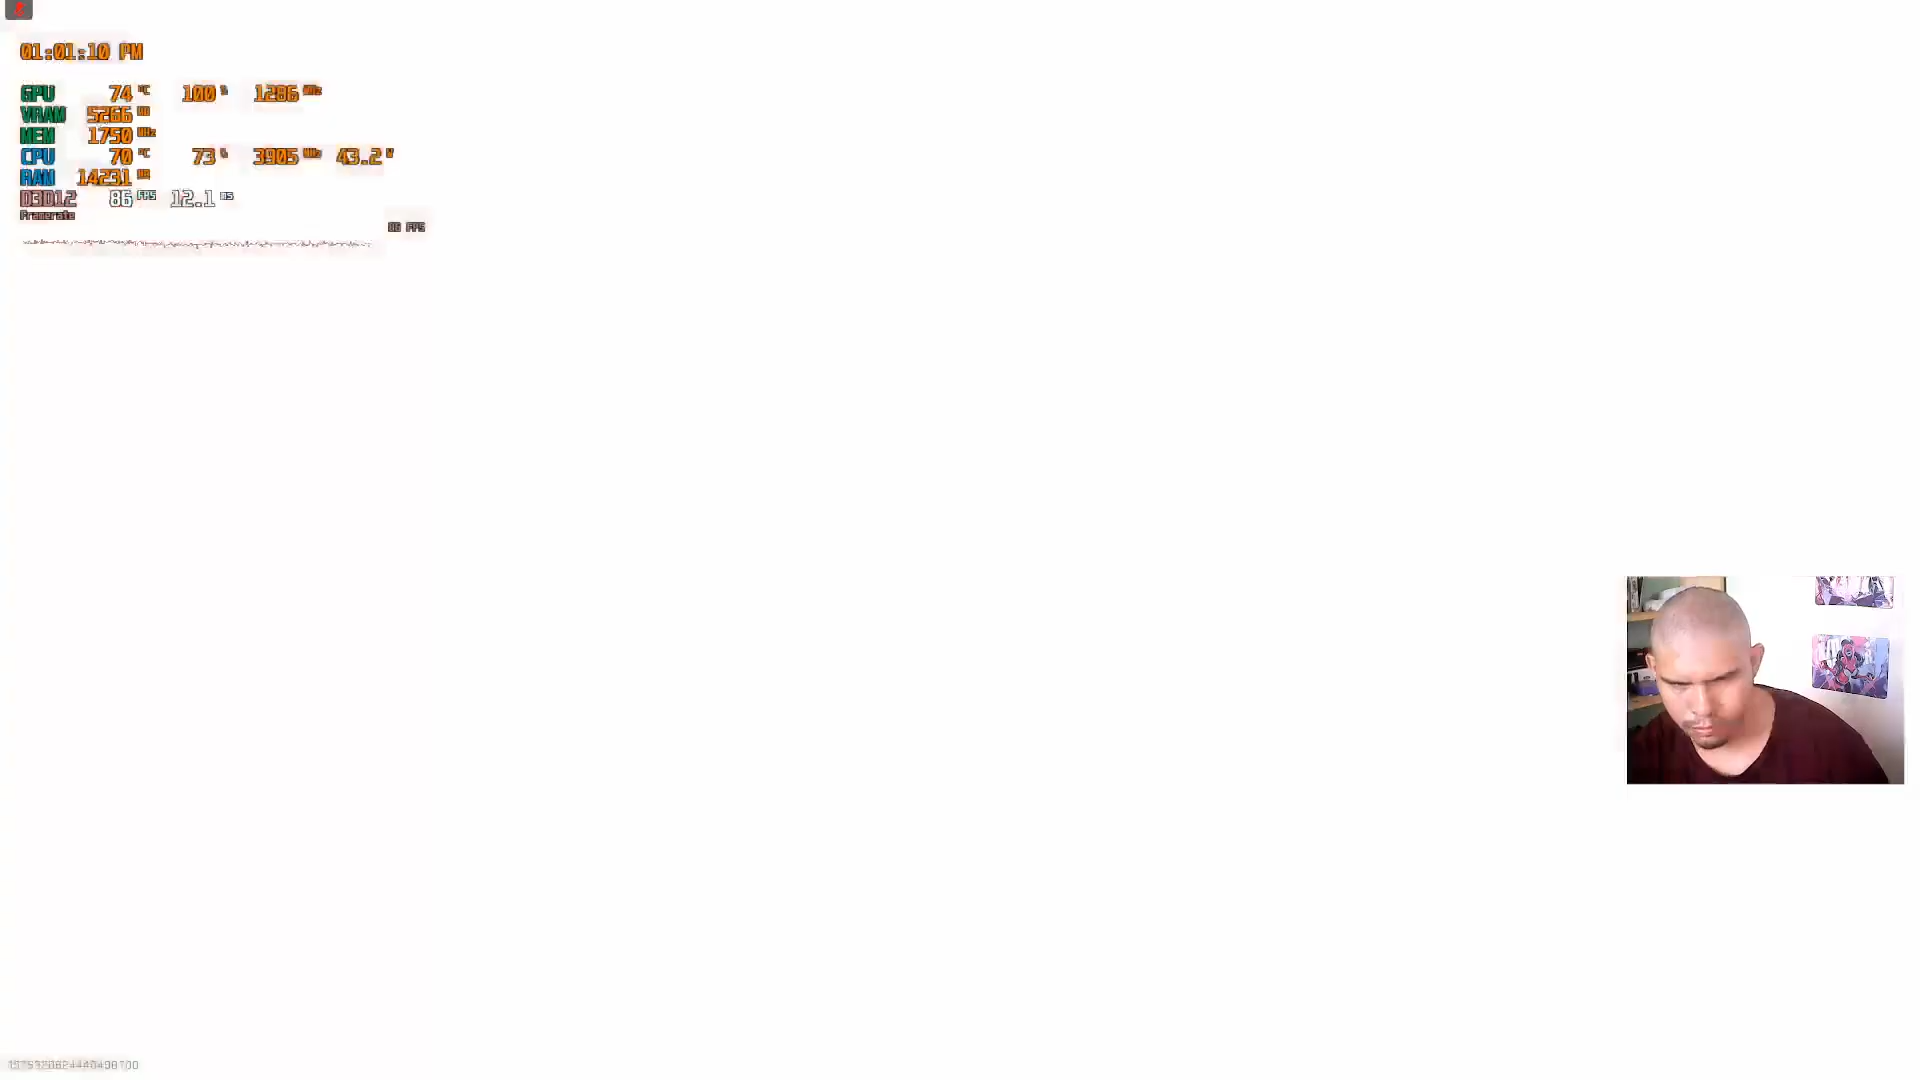 01:01:10 PM
GPU 74 °C 100 % 1286 MHz
VRAM 5266 MB
MEM 1750 MHz
CPU 70 °C 73 % 3905 MHz 43.2 W
RAM 14231 MB
D3D12 86 FPS 12.1 ms
Framerate
86 FPS